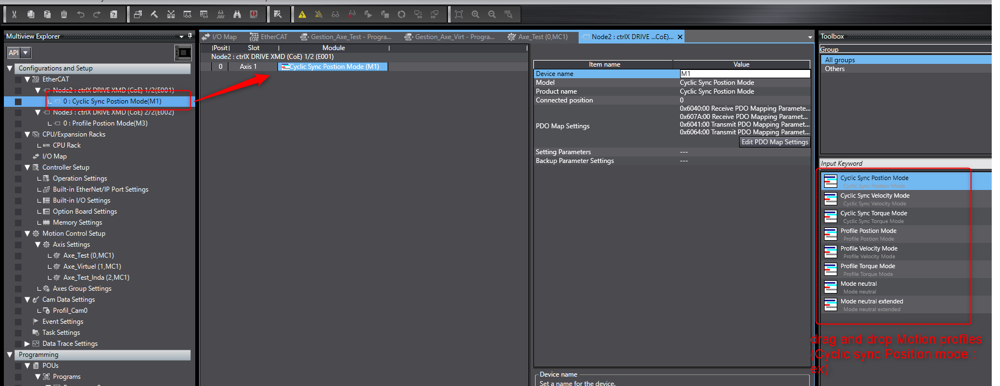 Multiview Explorer
API
Configurations and Setup
EtherCAT
Node2 : ctrlX DRIVE XMD (CoE) 1/2(E001)
0 : Cyclic Sync Postion Mode(M1)
Node3 : ctrlX DRIVE XMD (CoE) 2/2(E002)
0 : Profile Postion Mode(M3)
CPU/Expansion Racks
CPU Rack
I/O Map
Controller Setup
Operation Settings
Built-in EtherNet/IP Port Settings
Built-in I/O Settings
Option Board Settings
Memory Settings
Motion Control Setup
Axis Settings
Axe_Test (0,MC1)
Axe_Virtuel (1,MC1)
Axe_Test_Inda (2,MC1)
Axes Group Settings
Cam Data Settings
Profil_Cam0
Event Settings
Task Settings
Data Trace Settings
Programming
POUs
Programs
I/O Map
EtherCAT
Gestion_Axe_Test - Progra...
Gestion_Axe_Virt - Progra...
Axe_Test (0,MC1)
Node2 : ctrlX DRIVE ...CoE)...
|Posit| Slot | Module |
Node2 : ctrlX DRIVE XMD (CoE) 1/2 (E001)
0 Axis 1 Cyclic Sync Postion Mode (M1)
Item name Value
Device name M1
Model Cyclic Sync Postion Mode
Product name Cyclic Sync Postion Mode
Connected position 0
PDO Map Settings
0x6040:00 Receive PDO Mapping Paramete...
0x607A:00 Receive PDO Mapping Paramet...
0x6041:00 Transmit PDO Mapping Paramet...
0x6064:00 Transmit PDO Mapping Paramet...
Edit PDO Map Settings
Setting Parameters ---
Backup Parameter Settings ---
Device name
Set a name for the device.
Toolbox
Group
All groups
Others
Input Keyword
Cyclic Sync Postion Mode
Cyclic Sync Postion Mode
Cyclic Sync Velocity Mode
Cyclic Sync Velocity Mode
Cyclic Sync Torque Mode
Cyclic Sync Torque Mode
Profile Postion Mode
Profile Postion Mode
Profile Velocity Mode
Profile Velocity Mode
Profile Torque Mode
Profile Torque Mode
Mode neutral
Mode neutral
Mode neutral extended
Mode neutral extended
drag and drop Motion profiles
(Cyclic sync Position mode :
ex)